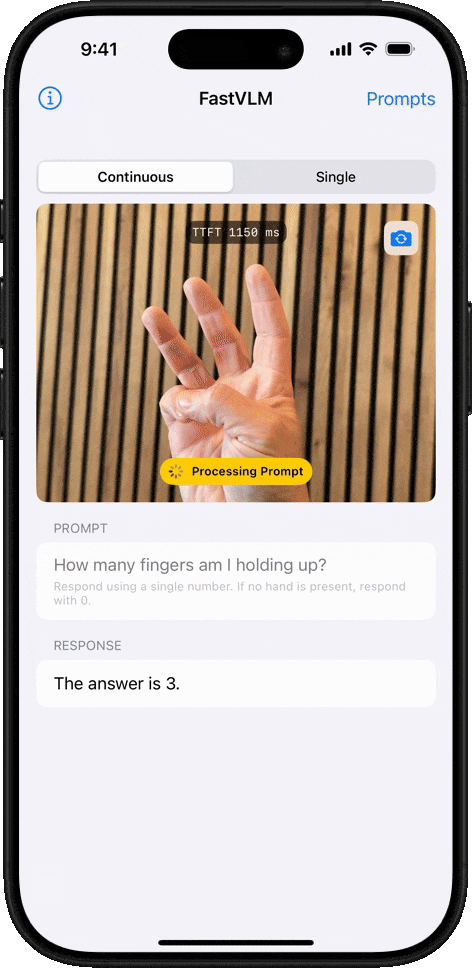 9:41
FastVLM
Prompts
Continuous
Single
TTFT 1150 ms
Processing Prompt
PROMPT
How many fingers am I holding up?
Respond using a single number. If no hand is present, respond
with 0.
RESPONSE
The answer is 3.